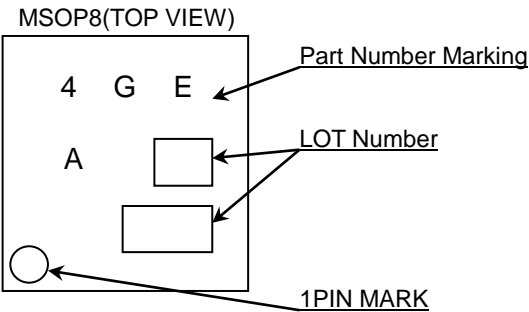 MSOP8(TOP VIEW)
Part Number Marking
4 G E
LOT Number
A
1PIN MARK